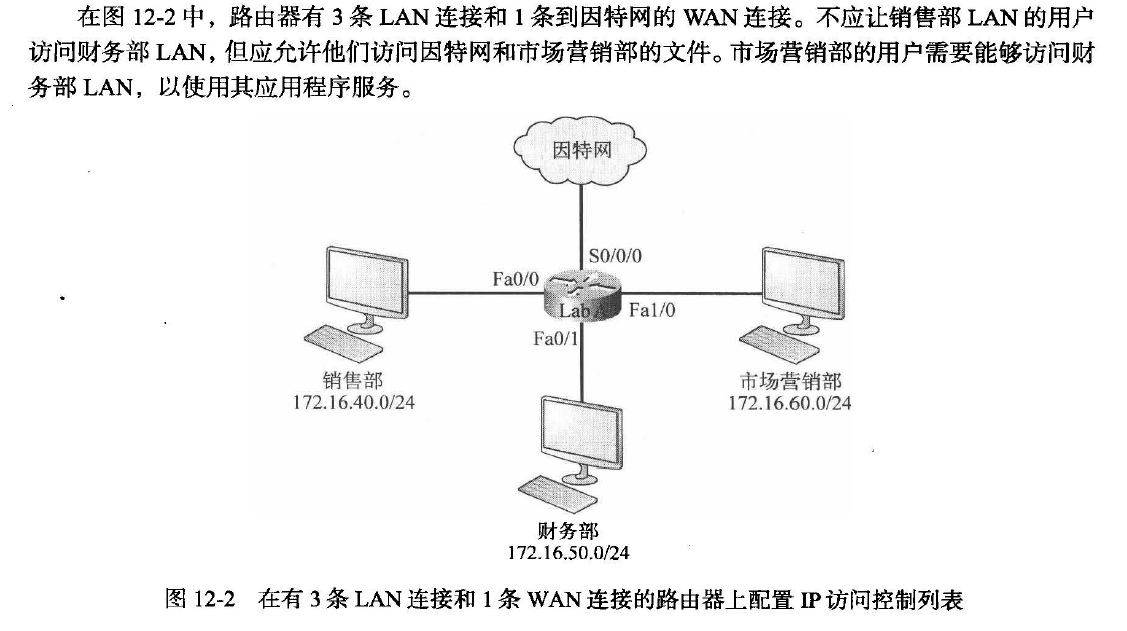 在图 12-2 中，路由器有 3 条 LAN 连接和 1 条到因特网的 WAN 连接。不应让销售部 LAN 的用户
访问财务部 LAN，但应允许他们访问因特网和市场营销部的文件。市场营销部的用户需要能够访问财
务部 LAN，以使用其应用程序服务。
因特网
S0/0/0
Fa0/0
Lab A
Fa1/0
Fa0/1
销售部
172.16.40.0/24
市场营销部
172.16.60.0/24
财务部
172.16.50.0/24
图 12-2 在有 3 条 LAN 连接和 1 条 WAN 连接的路由器上配置 IP 访问控制列表